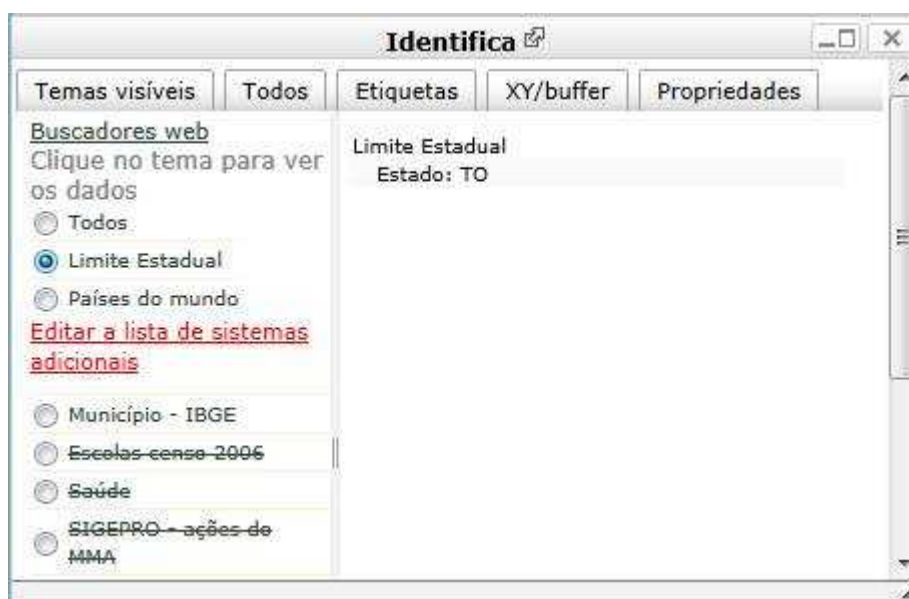 Identifica
Temas visíveis
Todos
Etiquetas
XY/buffer
Propriedades
Buscadores web
Clique no tema para ver
os dados
Todos
Limite Estadual
Países do mundo
Editar a lista de sistemas
adicionais
Município - IBGE
Escolas censo 2006
Saúde
SIGEPRO - ações do
MMA
Limite Estadual
Estado: TO